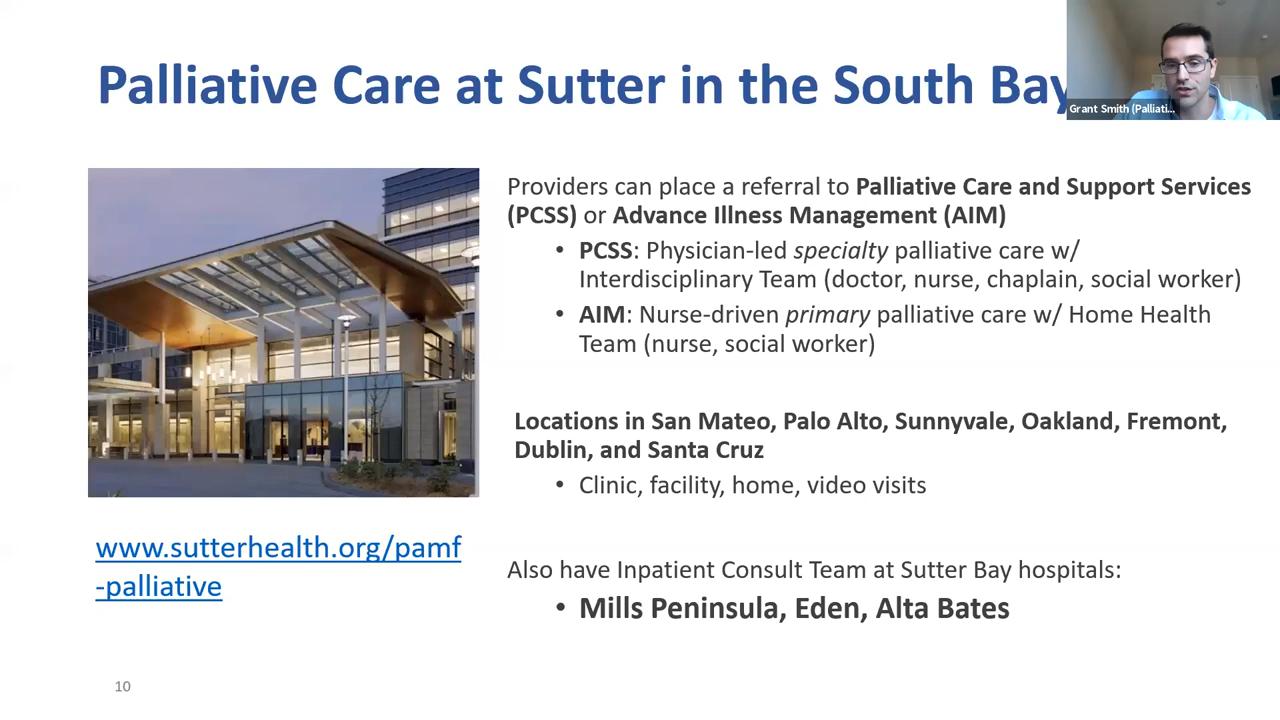 Palliative Care at Sutter in the South Bay
Grant Smith (Palliati...
Providers can place a referral to Palliative Care and Support Services
(PCSS) or Advance Illness Management (AIM)
• PCSS: Physician-led specialty palliative care w/
Interdisciplinary Team (doctor, nurse, chaplain, social worker)
• AIM: Nurse-driven primary palliative care w/ Home Health
Team (nurse, social worker)
Locations in San Mateo, Palo Alto, Sunnyvale, Oakland, Fremont,
Dublin, and Santa Cruz
• Clinic, facility, home, video visits
www.sutterhealth.org/pamf
-palliative
Also have Inpatient Consult Team at Sutter Bay hospitals:
• Mills Peninsula, Eden, Alta Bates
10